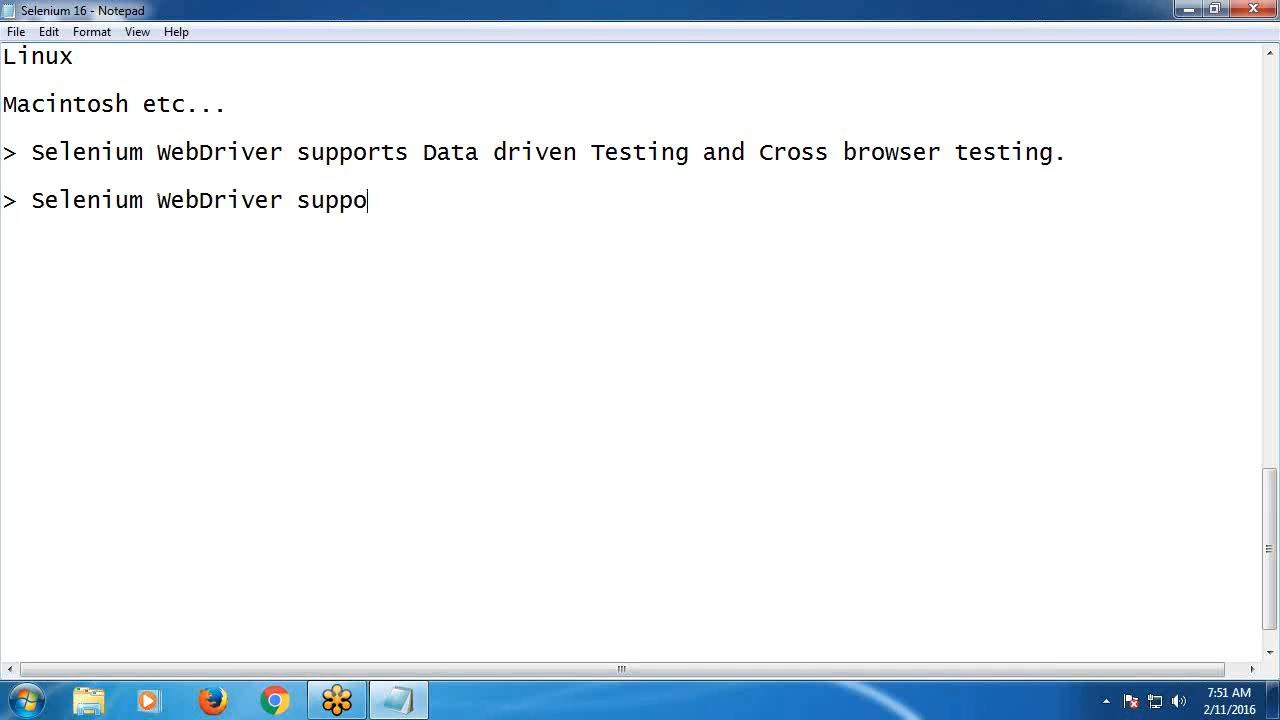 Selenium 16 - Notepad
File Edit Format View Help
Linux
Macintosh etc...
> Selenium WebDriver supports Data driven Testing and Cross browser testing.
> Selenium WebDriver suppo
7:51 AM
2/11/2016